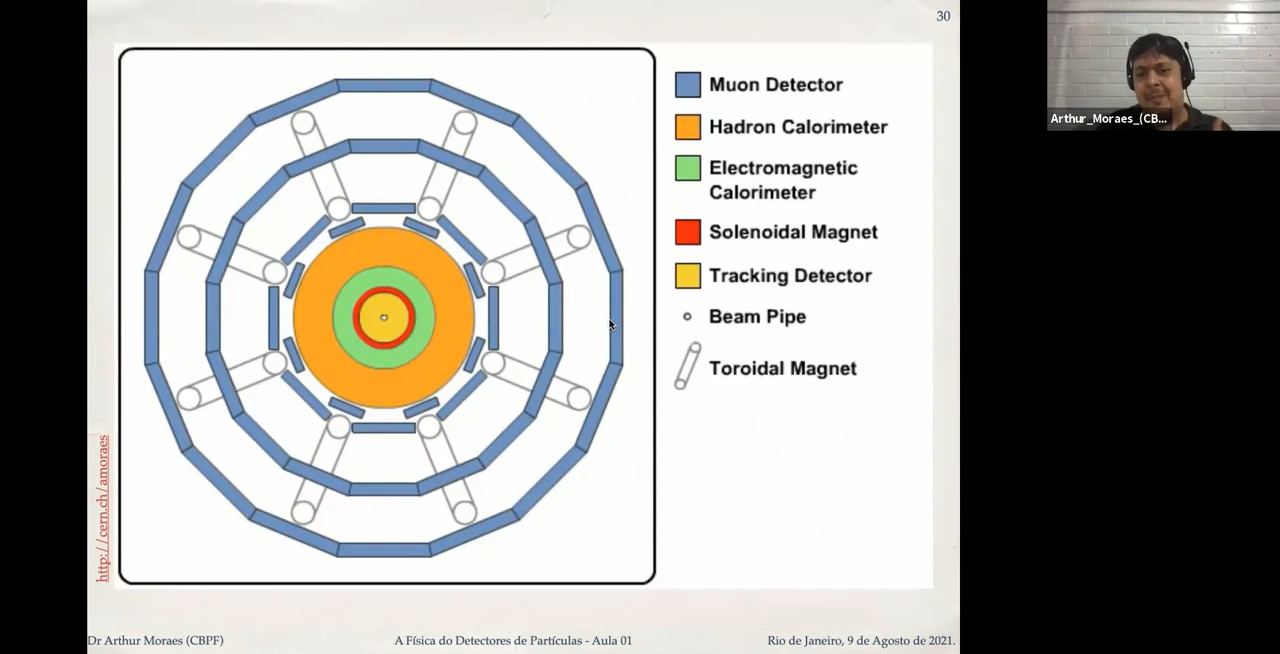 30
Muon Detector
Hadron Calorimeter
Electromagnetic
Calorimeter
Solenoidal Magnet
Tracking Detector
Beam Pipe
Toroidal Magnet
http://cern.ch/amoraes
Dr Arthur Moraes (CBPF)
A Física do Detectores de Partículas - Aula 01
Rio de Janeiro, 9 de Agosto de 2021.
Arthur_Moraes_(CB...